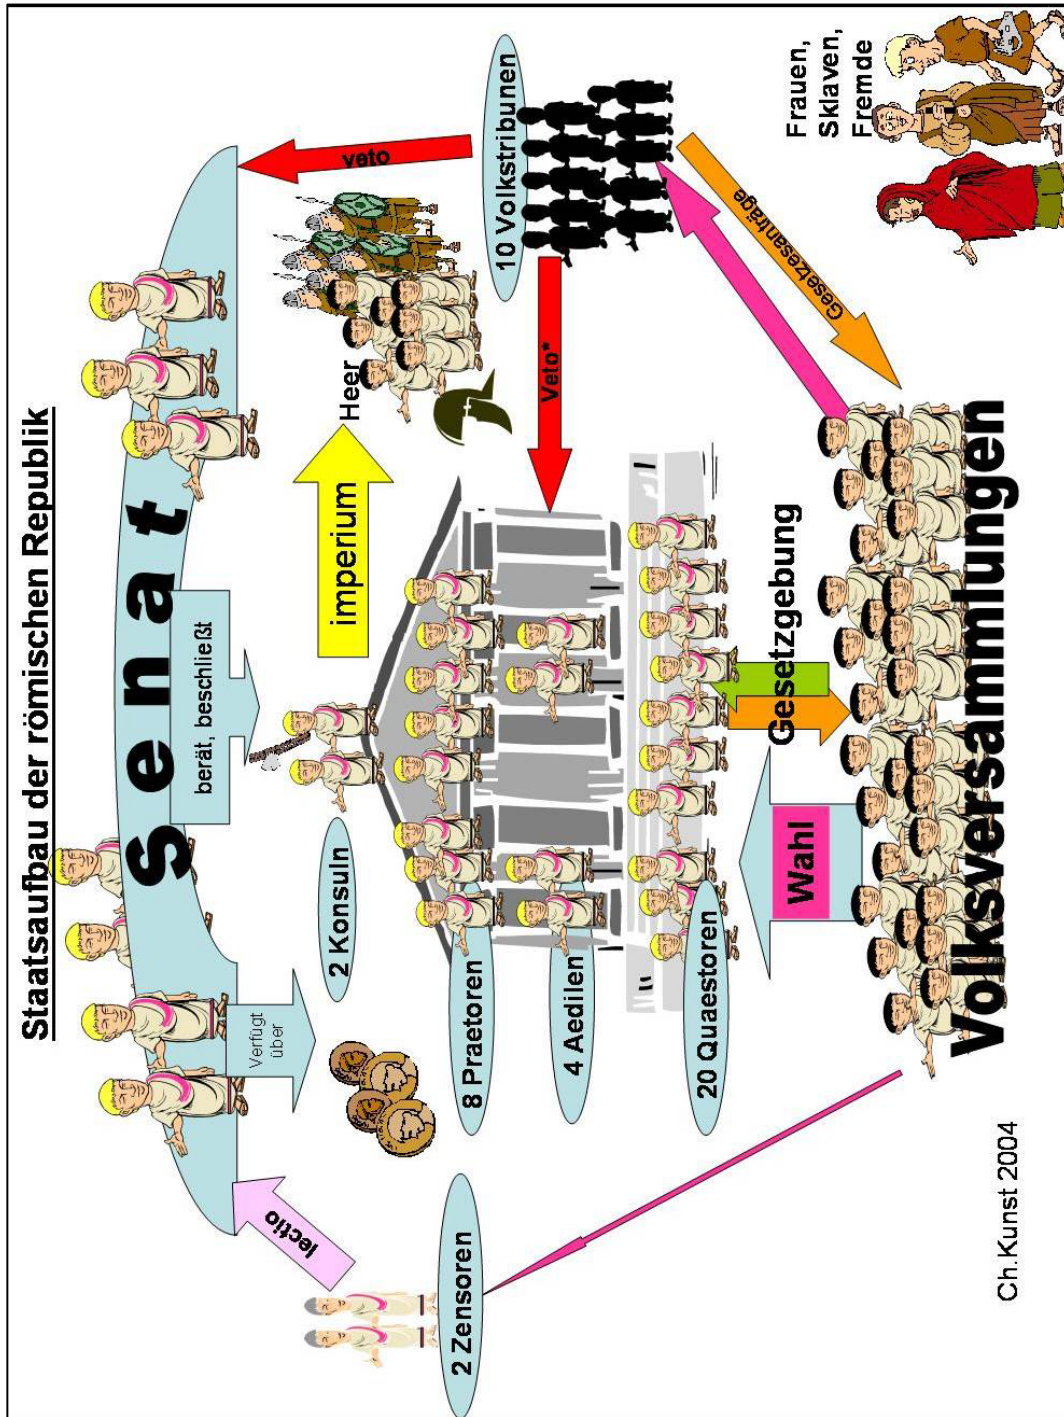 Staatsaufbau der römischen Republik
Senat
lectio
Verfügt
über
berät, beschließt
veto
2 Zensoren
2 Konsuln
imperium
Heer
10 Volkstribunen
8 Praetoren
Veto*
4 Aedilen
20 Quaestoren
Wahl
Gesetzgebung
Gesetzesanträge
Frauen,
Sklaven,
Fremde
Volksversammlungen
Ch.Kunst 2004